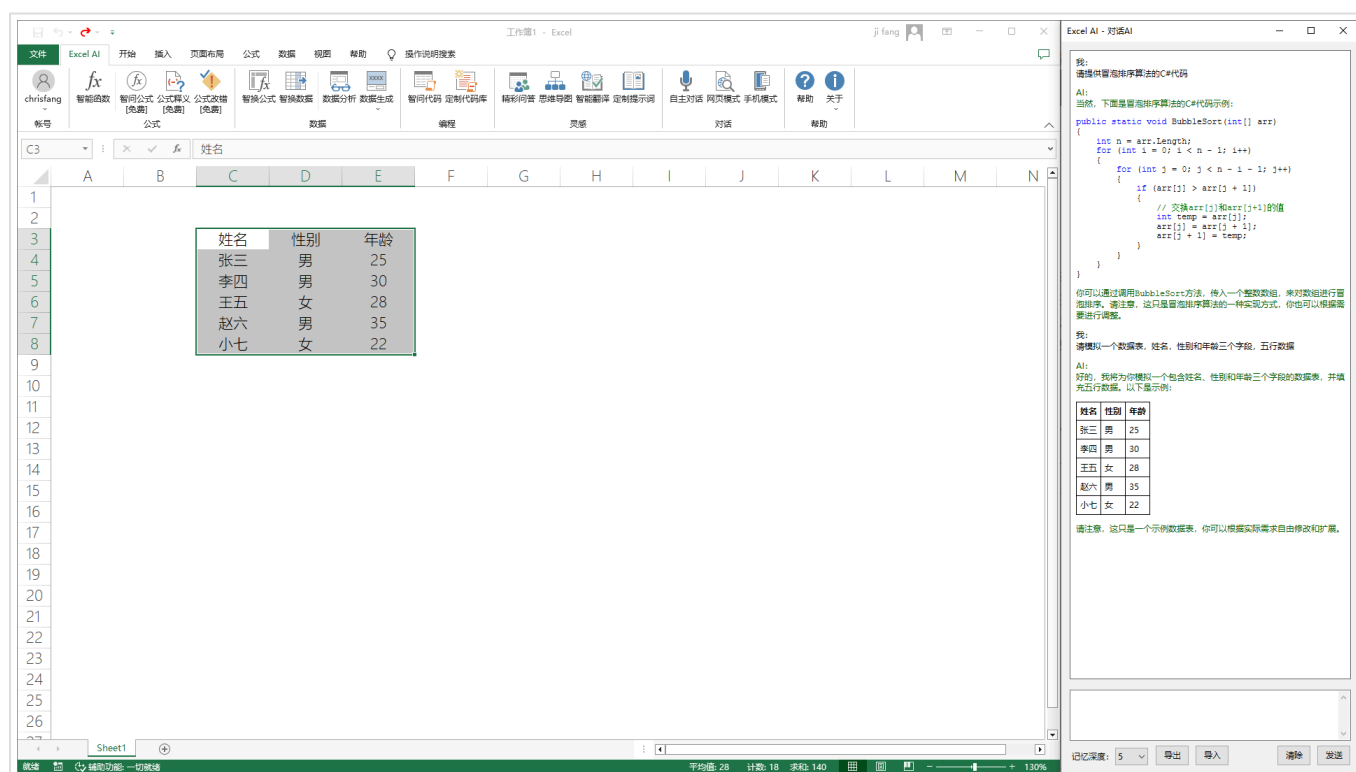 工作簿1 - Excel
ji fang
文件 Excel AI 开始 插入 页面布局 公式 数据 视图 帮助 操作说明搜索
chrisfang 智能函数 智问公式 [免费] 公式释义 [免费] 公式改错 [免费] 智换公式 智换数据 数据分析 数据生成 智问代码 定制代码库 精彩问答 思维导图 智能翻译 定制提示词 自主对话 网页模式 手机模式 帮助 关于
帐号 公式 数据 编程 灵感 对话 帮助
C3 fx 姓名
A B C D E F G H I J K L M N
1
2
3 姓名 性别 年龄
4 张三 男 25
5 李四 男 30
6 王五 女 28
7 赵六 男 35
8 小七 女 22
9
10
11
12
13
14
15
16
17
18
19
20
21
22
23
24
25
26
27
Sheet1
就绪 辅助功能: 一切就绪 平均值: 28 计数: 18 求和: 140 130%
Excel AI - 对话AI
我:
请提供冒泡排序算法的C#代码
AI:
当然，下面是冒泡排序算法的C#代码示例:
public static void BubbleSort(int[] arr)
{
int n = arr.Length;
for (int i = 0; i < n - 1; i++)
{
for (int j = 0; j < n - i - 1; j++)
{
if (arr[j] > arr[j + 1])
{
// 交换arr[j]和arr[j+1]的值
int temp = arr[j];
arr[j] = arr[j + 1];
arr[j + 1] = temp;
}
}
}
}
你可以通过调用BubbleSort方法，传入一个整数数组，来对数组进行冒
泡排序。请注意，这只是冒泡排序算法的一种实现方式，你也可以根据需
要进行调整。
我:
请模拟一个数据表，姓名，性别和年龄三个字段，五行数据
AI:
好的，我将为你模拟一个包含姓名、性别和年龄三个字段的数据表，并填
充五行数据。以下是示例:
姓名 性别 年龄
张三 男 25
李四 男 30
王五 女 28
赵六 男 35
小七 女 22
请注意，这只是一个示例数据表，你可以根据实际需求自由修改和扩展。
记忆深度: 5 导出 导入 清除 发送